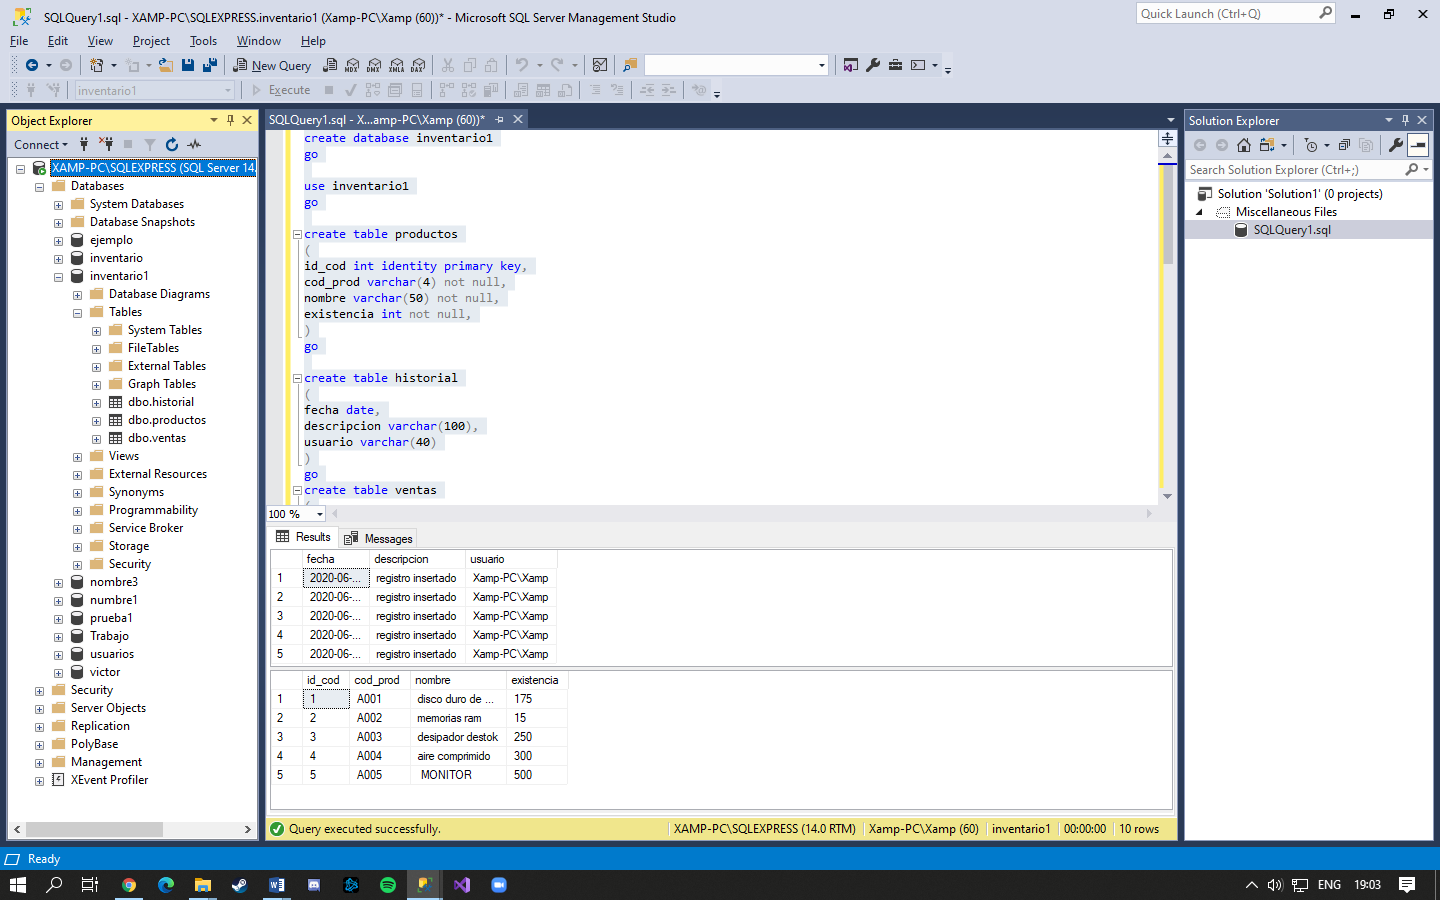 SQLQuery1.sql - XAMP-PC\SQLEXPRESS.inventario1 (Xamp-PC\Xamp (60))* - Microsoft SQL Server Management Studio
Quick Launch (Ctrl+Q)
File Edit View Project Tools Window Help
New Query MDX DMX XMLA DAX
inventario1 Execute
Object Explorer
Connect
XAMP-PC\SQLEXPRESS (SQL Server 14.
Databases
System Databases
Database Snapshots
ejemplo
inventario
inventario1
Database Diagrams
Tables
System Tables
FileTables
External Tables
Graph Tables
dbo.historial
dbo.productos
dbo.ventas
Views
External Resources
Synonyms
Programmability
Service Broker
Storage
Security
nombre3
numbre1
prueba1
Trabajo
usuarios
victor
Security
Server Objects
Replication
PolyBase
Management
XEvent Profiler
SQLQuery1.sql - X...amp-PC\Xamp (60))*
create database inventario1
go
use inventario1
go
create table productos
(
id_cod int identity primary key,
cod_prod varchar(4) not null,
nombre varchar(50) not null,
existencia int not null,
)
go
create table historial
(
fecha date,
descripcion varchar(100),
usuario varchar(40)
)
go
create table ventas
100 %
Results Messages
fecha descripcion usuario
1 2020-06-... registro insertado Xamp-PC\Xamp
2 2020-06-... registro insertado Xamp-PC\Xamp
3 2020-06-... registro insertado Xamp-PC\Xamp
4 2020-06-... registro insertado Xamp-PC\Xamp
5 2020-06-... registro insertado Xamp-PC\Xamp
id_cod cod_prod nombre existencia
1 1 A001 disco duro de ... 175
2 2 A002 memorias ram 15
3 3 A003 desipador destok 250
4 4 A004 aire comprimido 300
5 5 A005 MONITOR 500
Query executed successfully. XAMP-PC\SQLEXPRESS (14.0 RTM) Xamp-PC\Xamp (60) inventario1 00:00:00 10 rows
Solution Explorer
Search Solution Explorer (Ctrl+;)
Solution 'Solution1' (0 projects)
Miscellaneous Files
SQLQuery1.sql
Ready
ENG 19:03